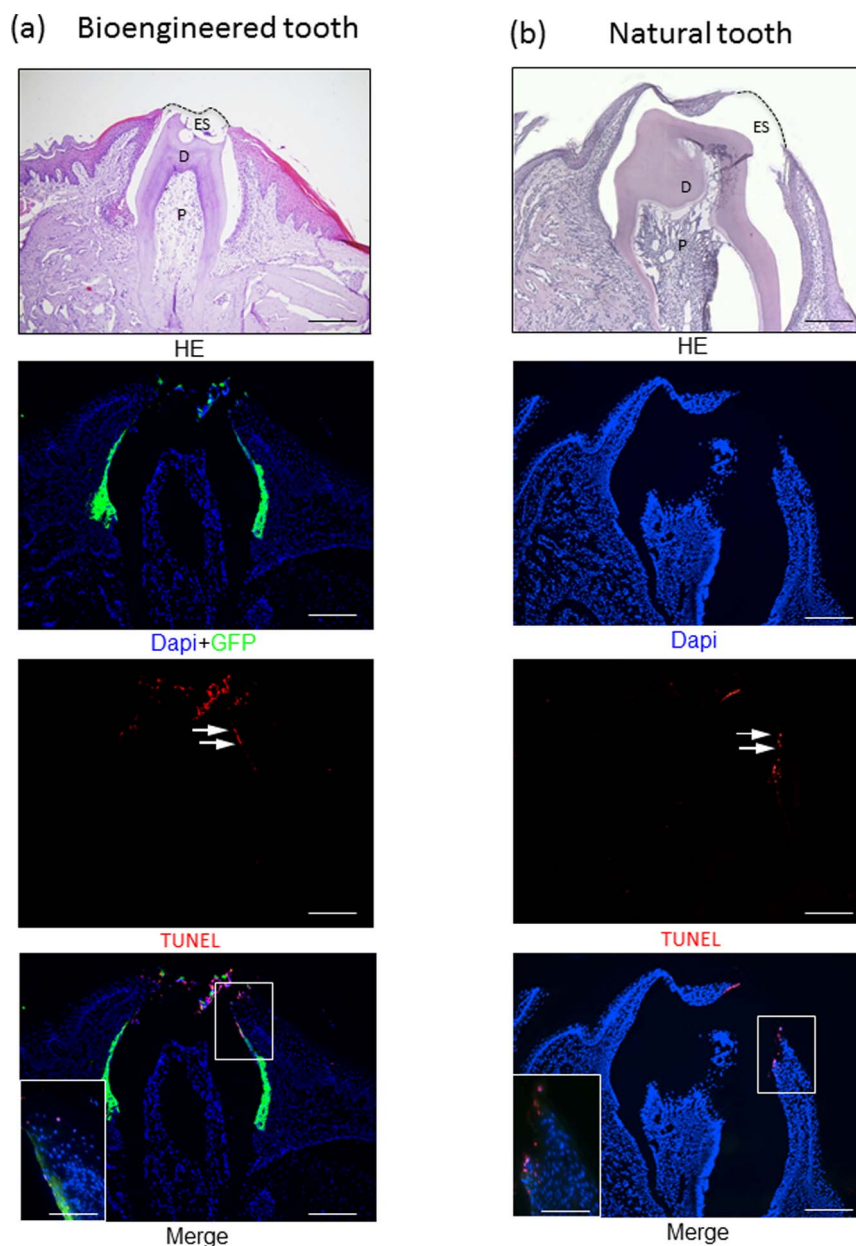 (a) Bioengineered tooth
ES
D
P
HE
Dapi+GFP
TUNEL
Merge
(b) Natural tooth
ES
D
P
HE
Dapi
TUNEL
Merge